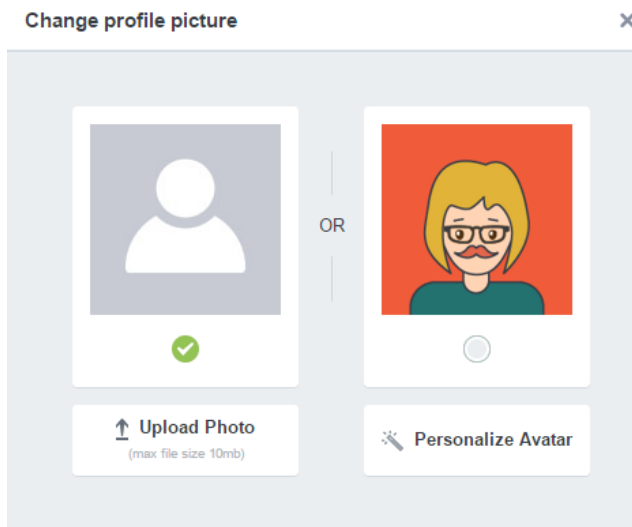 Change profile picture
OR
Upload Photo
(max file size 10mb)
Personalize Avatar